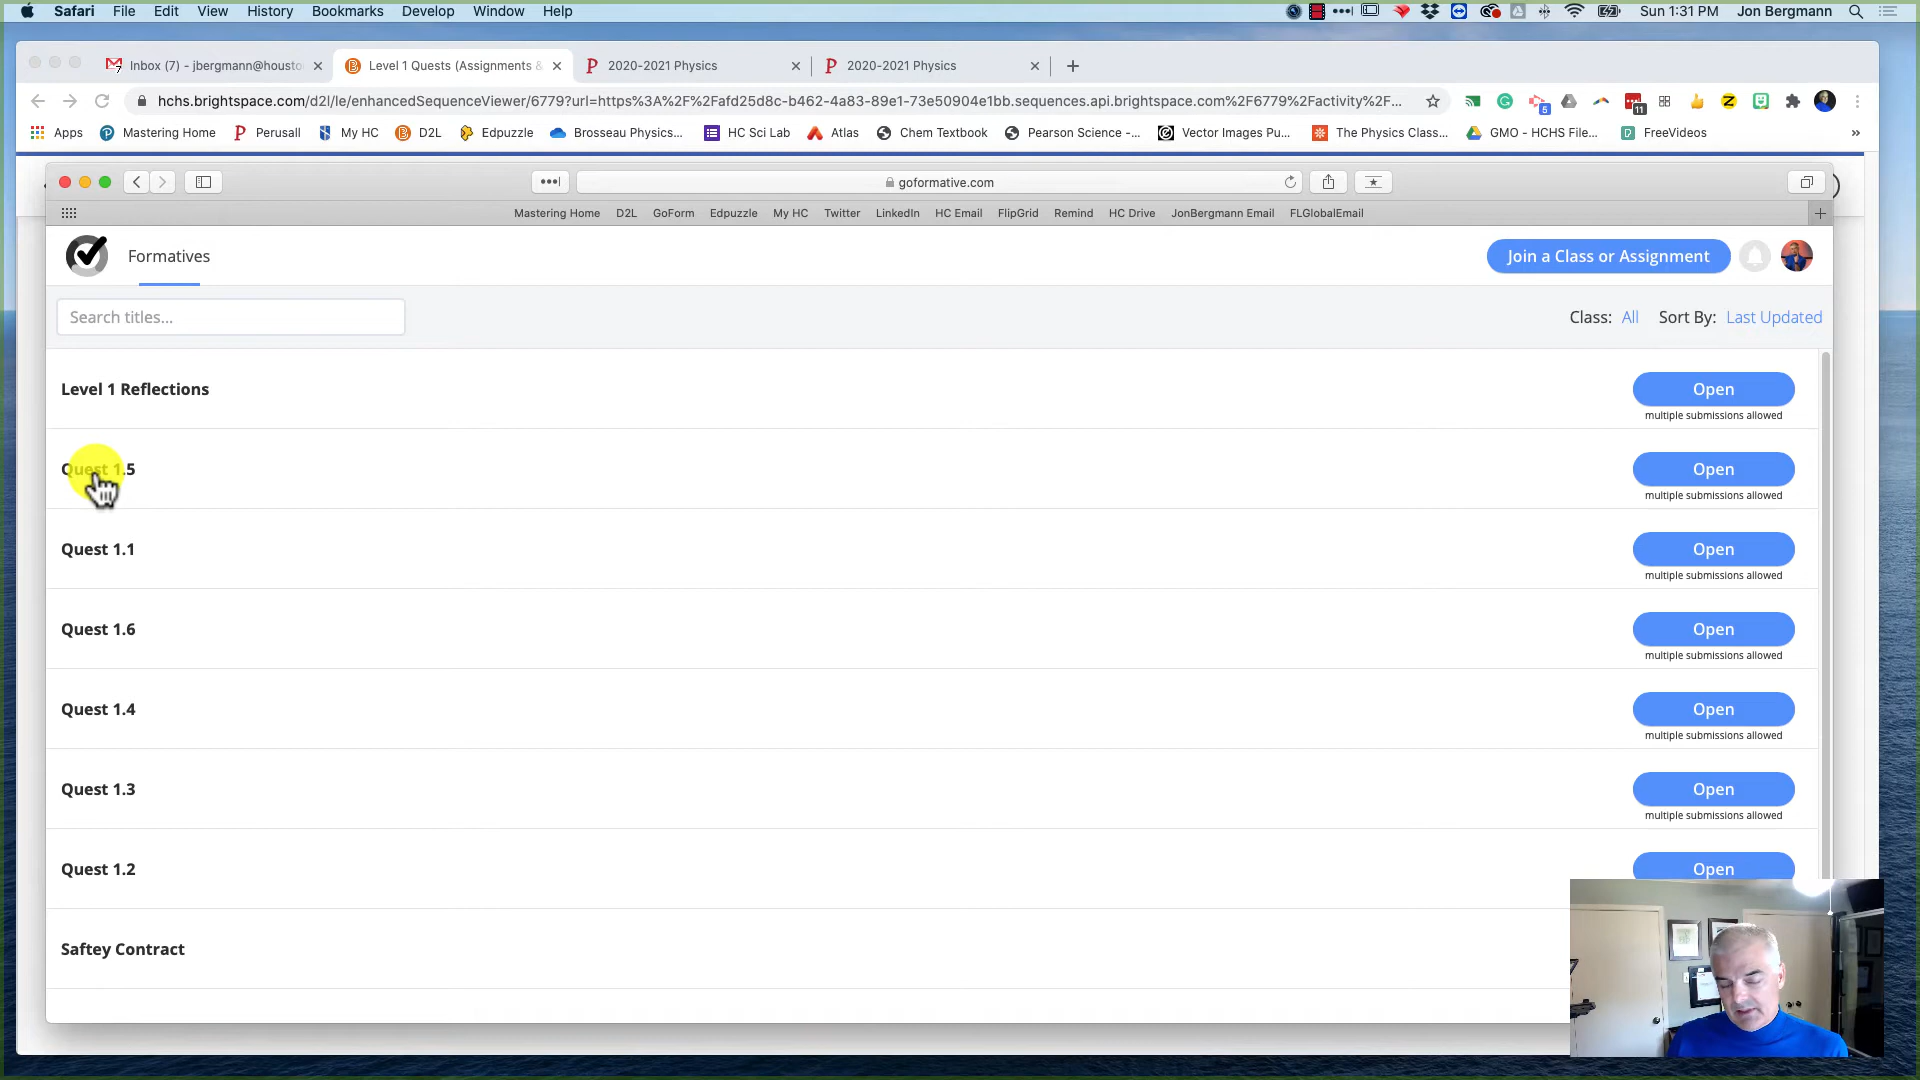 Safari File Edit View History Bookmarks Develop Window Help Sun 1:31 PM Jon Bergmann
Inbox (7) - jbergmann@housto Level 1 Quests (Assignments & 2020-2021 Physics 2020-2021 Physics
hchs.brightspace.com/d2l/le/enhancedSequenceViewer/6779?url=https%3A%2F%2Fafd25d8c-b462-4a83-89e1-73e50904e1bb.sequences.api.brightspace.com%2F6779%2Factivity%2F... 5 11
Apps Mastering Home Perusall My HC D2L Edpuzzle Brosseau Physics... HC Sci Lab Atlas Chem Textbook Pearson Science -... Vector Images Pu... The Physics Class... GMO - HCHS File... FreeVideos »
goformative.com
Mastering Home D2L GoForm Edpuzzle My HC Twitter LinkedIn HC Email FlipGrid Remind HC Drive JonBergmann Email FLGlobalEmail
Formatives Join a Class or Assignment
Search titles... Class: All Sort By: Last Updated
Level 1 Reflections Open
multiple submissions allowed
Quest 1.5 Open
multiple submissions allowed
Quest 1.1 Open
multiple submissions allowed
Quest 1.6 Open
multiple submissions allowed
Quest 1.4 Open
multiple submissions allowed
Quest 1.3 Open
multiple submissions allowed
Quest 1.2 Open
Saftey Contract